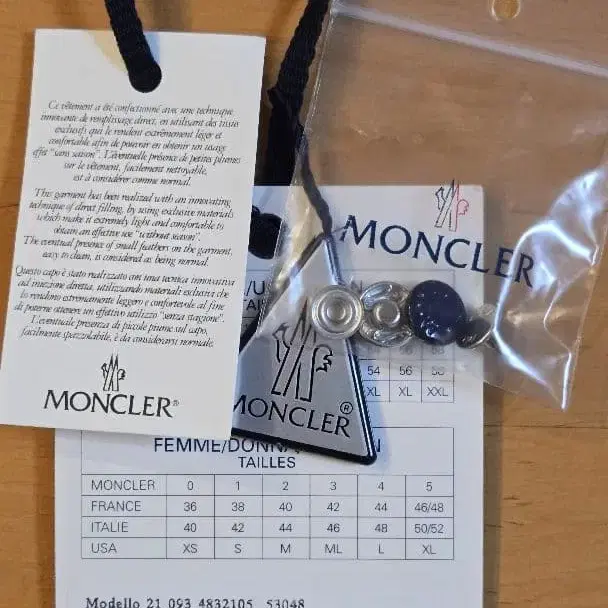 Ce vêtement a été confectionné avec une technique
innovante de remplissage direct, en utilisant des tissus
exclusifs qui le rendent extrêmement léger et
confortable afin de pouvoir en obtenir un usage
effet "sans saison". L'éventuelle présence de petites plumes
sur le vêtement, facilement nettoyable,
est à considérer comme normal.
This garment has been realized with an innovating
technique of direct filling, by using exclusive materials
which make it extremely light and comfortable to
obtain an effective use "without season".
The eventual presence of small feathers on the garment,
easy to clean, is considered as being normal.
Questo capo è stato realizzato con una tecnica innovativa
ad iniezione diretta, utilizzando materiali esclusivi che
lo rendono estremamente leggero e confortevole al fine
di poterne ottenere un effettivo utilizzo "senza stagione".
L'eventuale presenza di piccole piume sul capo,
facilmente spazzolabile, è da considerarsi normale.
MONCLER®
MONCLER
54 56 58
XL XL XXL
MONCLER®
FEMME/DONNA
TAILLES
MONCLER 0 1 2 3 4 5
FRANCE 36 38 40 42 44 46/48
ITALIE 40 42 44 46 48 50/52
USA XS S M ML L XL
Modello 21 093 4832105 53048